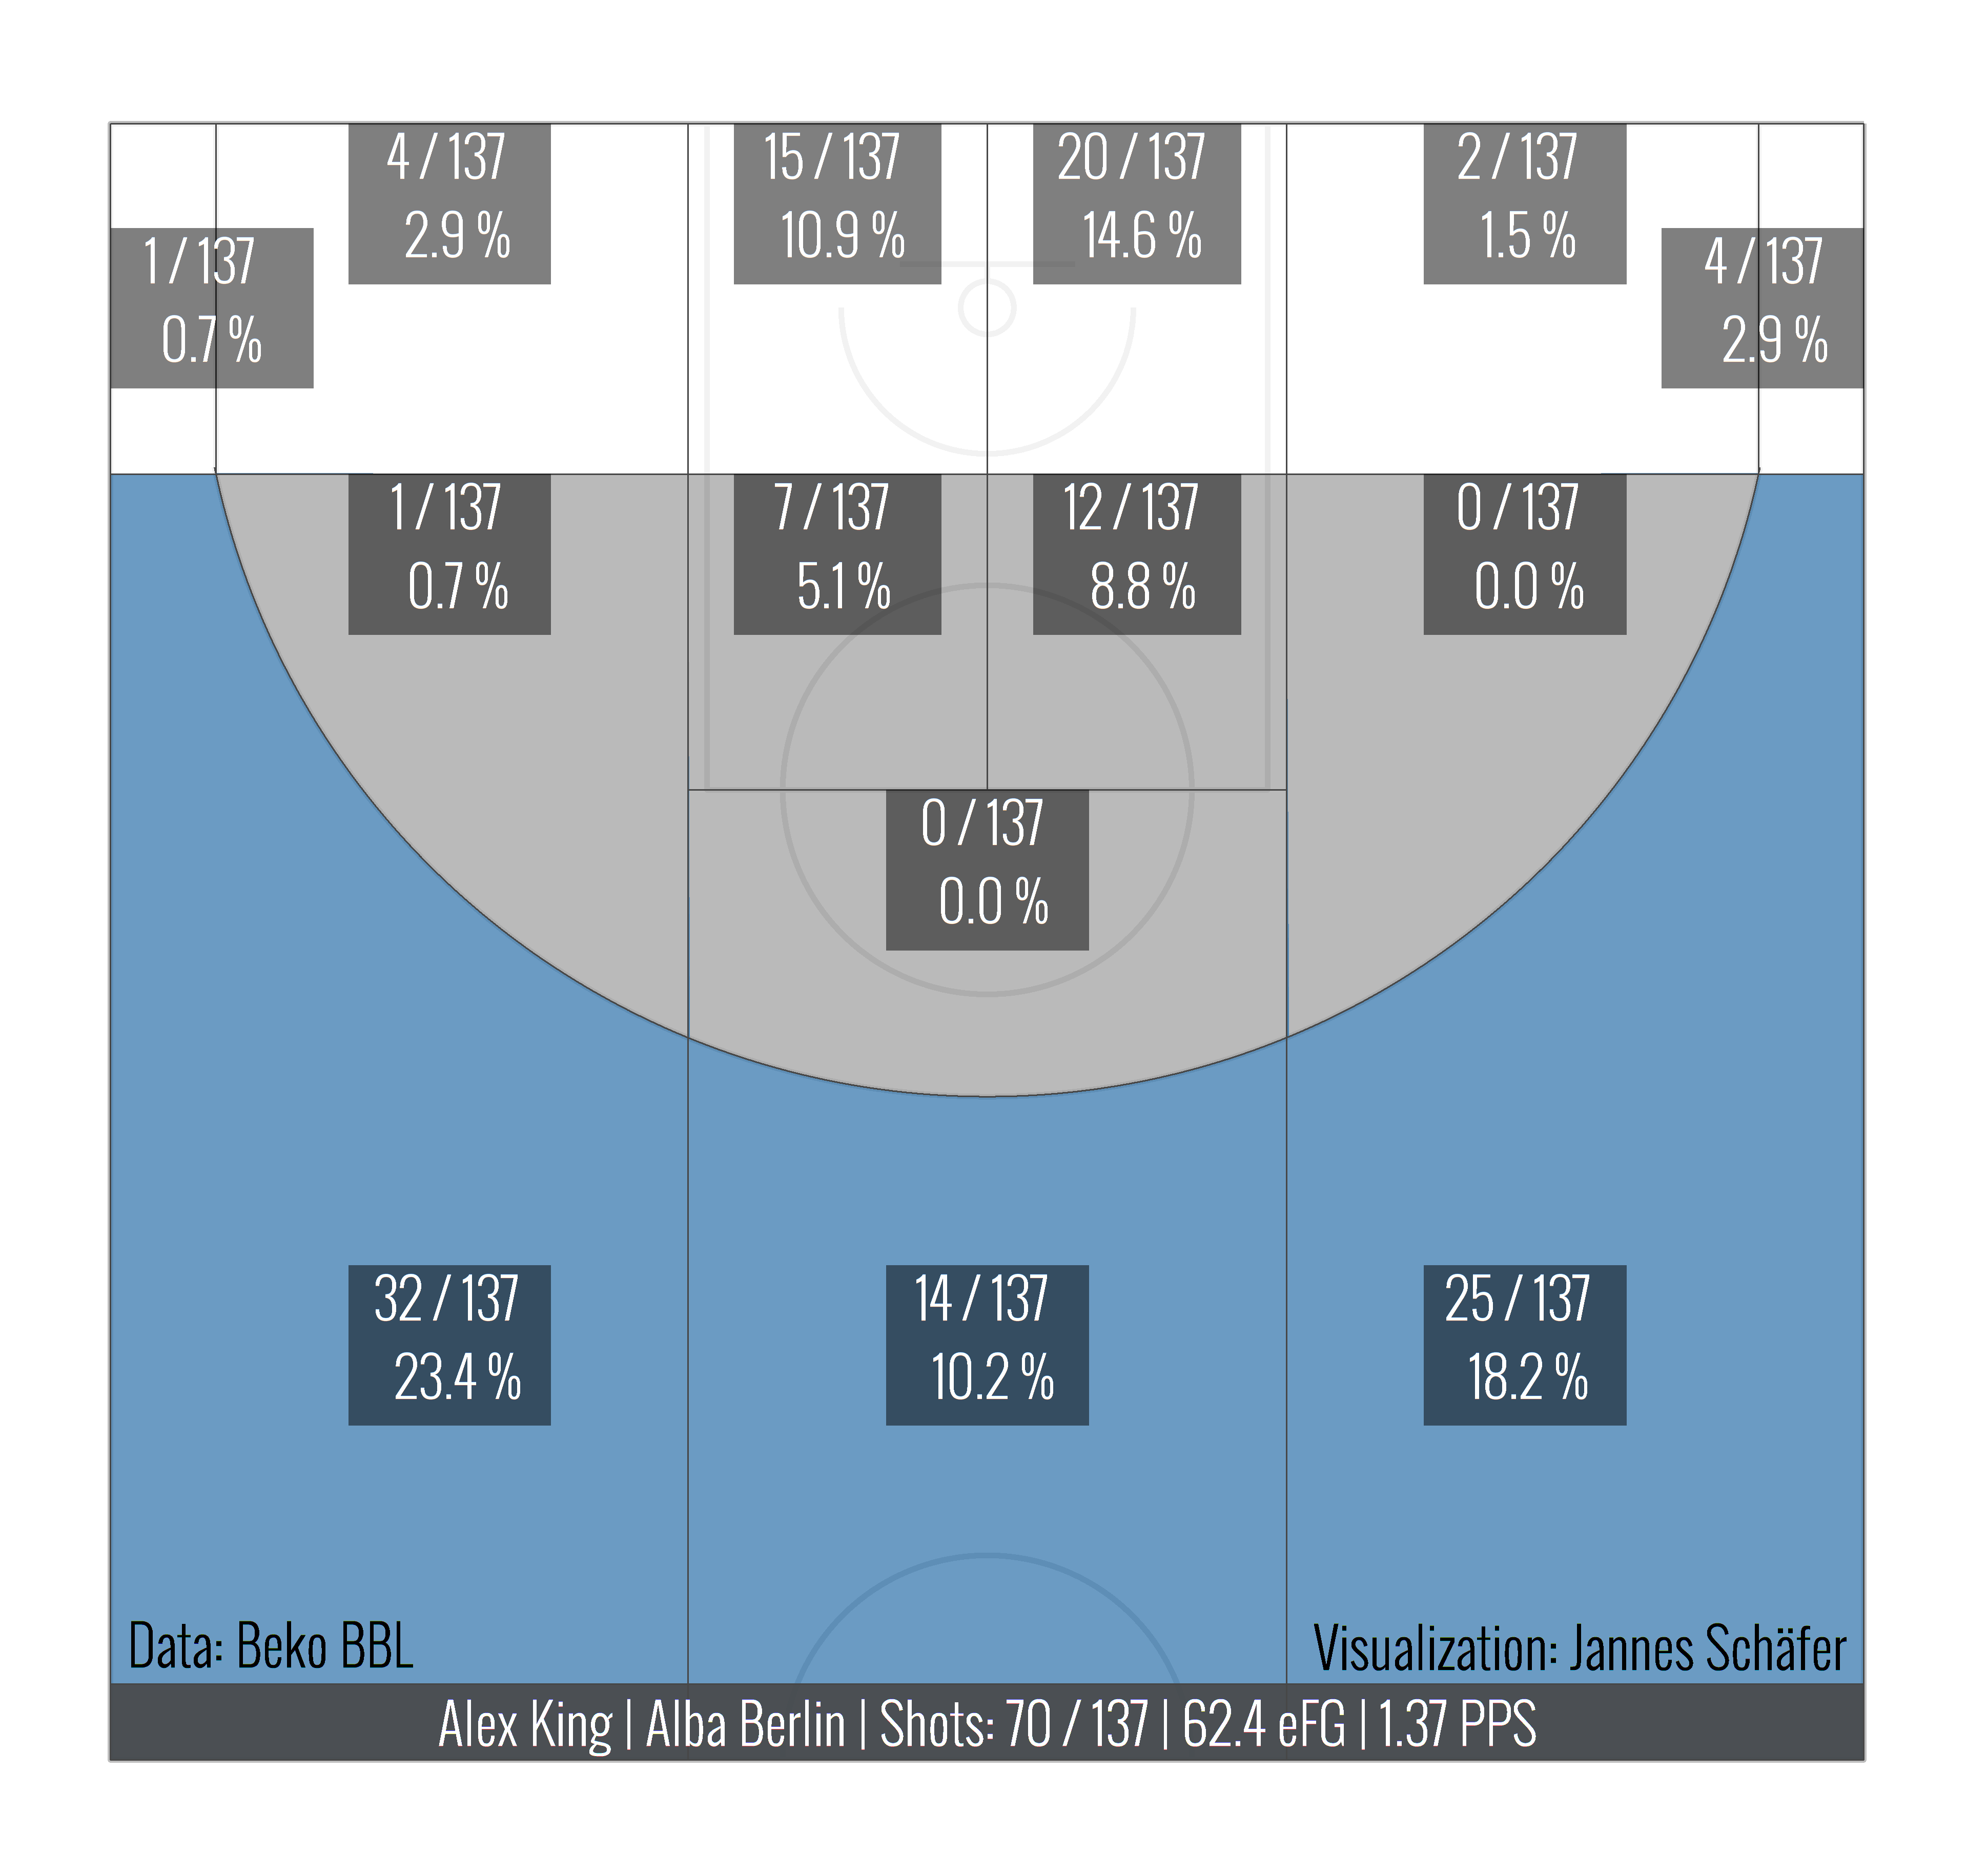 4 / 137
2.9 %
15 / 137
10.9 %
20 / 137
14.6 %
2 / 137
1.5 %
1 / 137
0.7 %
4 / 137
2.9 %
1 / 137
0.7 %
7 / 137
5.1 %
12 / 137
8.8 %
0 / 137
0.0 %
0 / 137
0.0 %
32 / 137
23.4 %
14 / 137
10.2 %
25 / 137
18.2 %
Data: Beko BBL
Visualization: Jannes Schäfer
Alex King | Alba Berlin | Shots: 70 / 137 | 62.4 eFG | 1.37 PPS